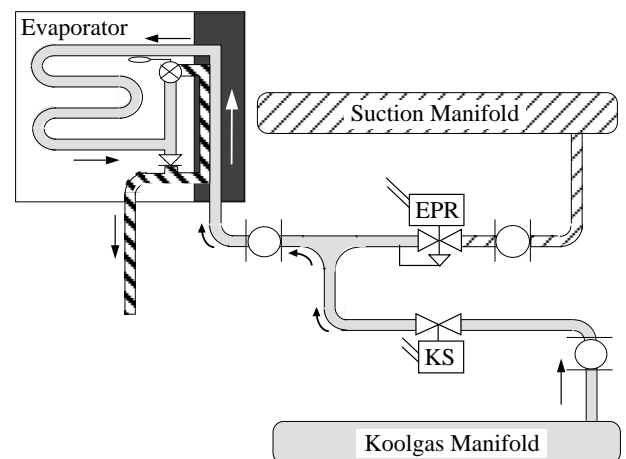 Evaporator
Suction Manifold
EPR
KS
Koolgas Manifold